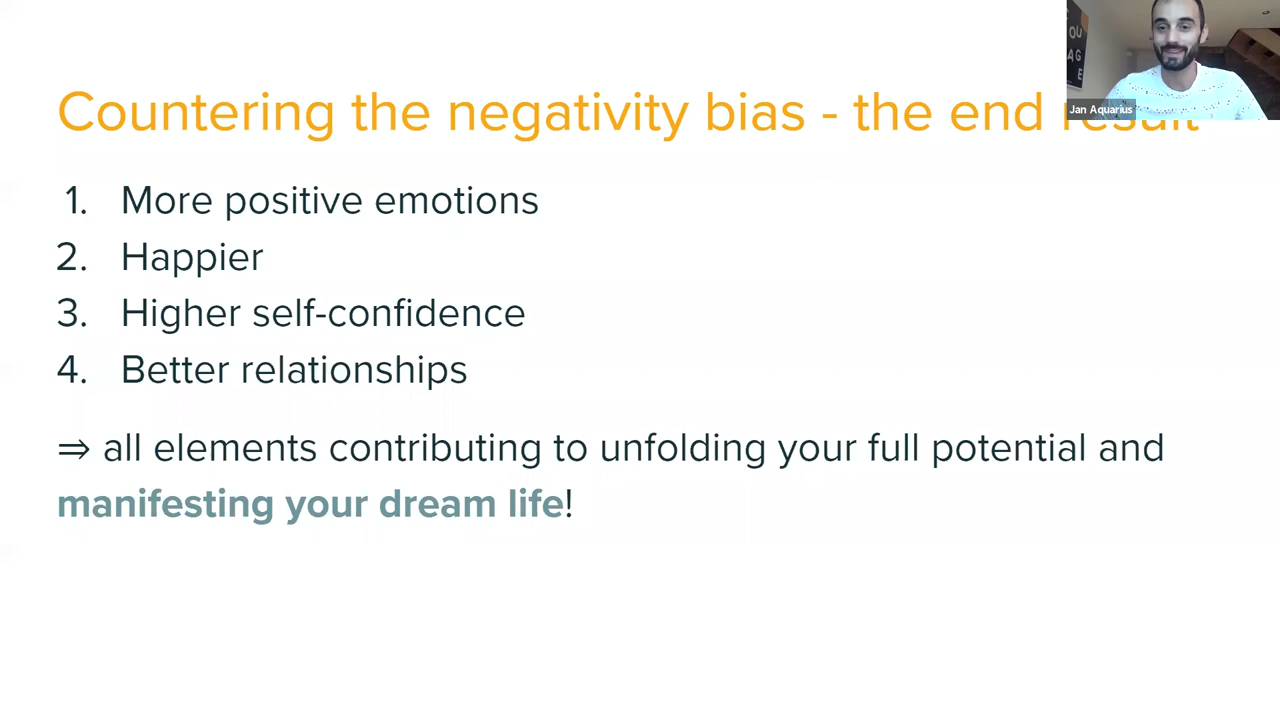 Countering the negativity bias - the end result
Jan Aquarius
1. More positive emotions
2. Happier
3. Higher self-confidence
4. Better relationships
⇒ all elements contributing to unfolding your full potential and
manifesting your dream life!